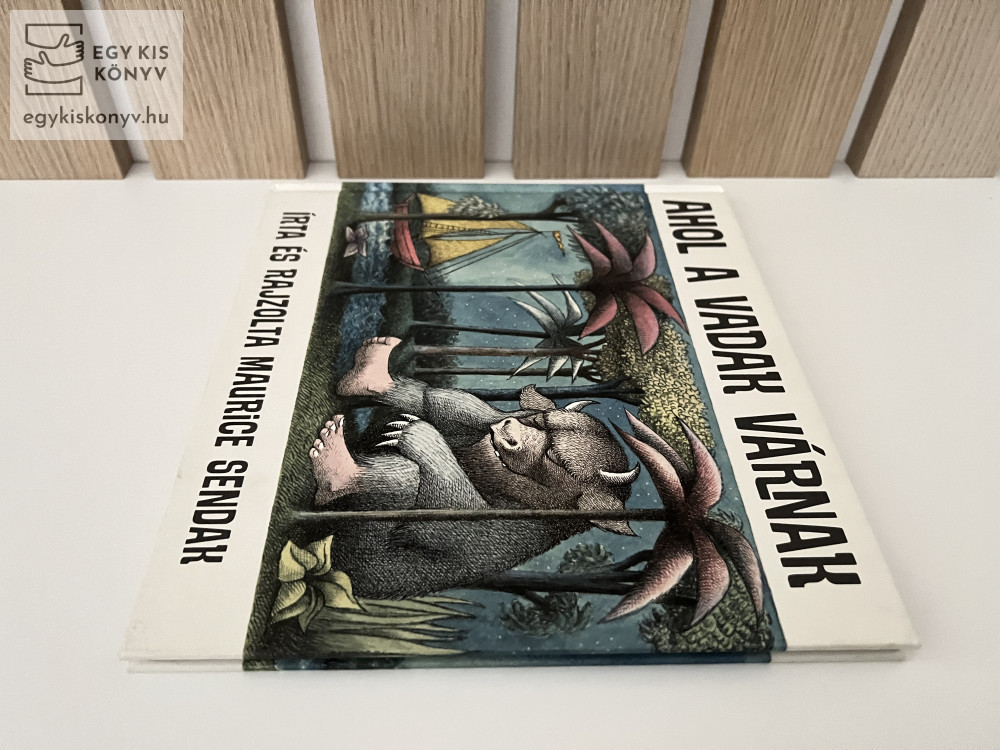 EGY KIS
KÖNYV
egykiskonyv.hu
AHOL A VADAK VÁRNAK
ÍRTA ÉS RAJZOLTA MAURICE SENDAK